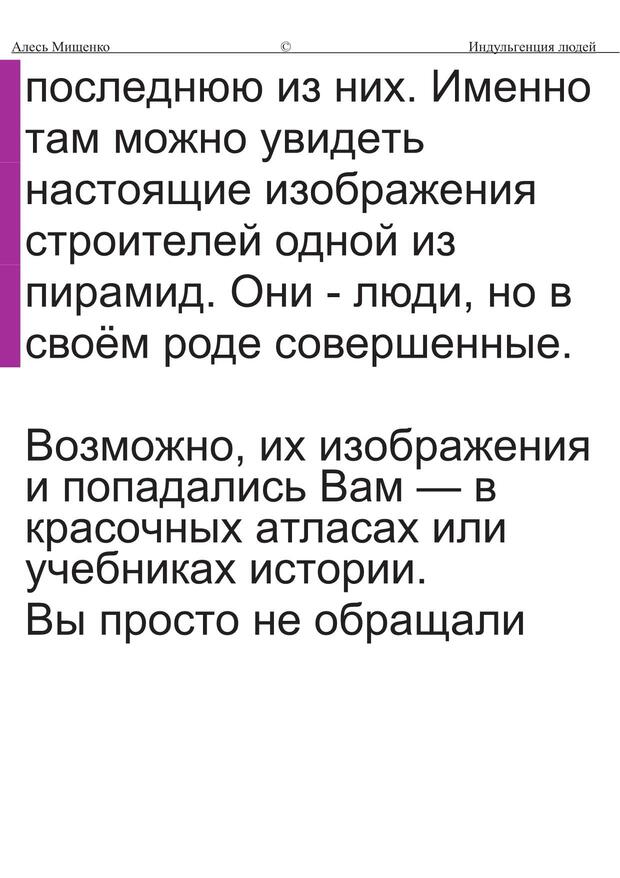 Алесь Мищенко © Индульгенция людей
последнюю из них. Именно
там можно увидеть
настоящие изображения
строителей одной из
пирамид. Они - люди, но в
своём роде совершенные.
Возможно, их изображения
и попадались Вам — в
красочных атласах или
учебниках истории.
Вы просто не обращали